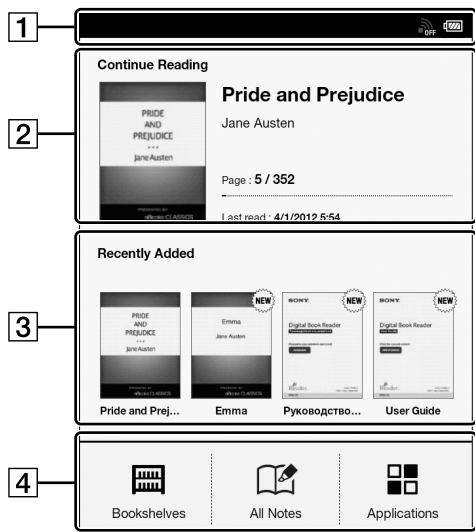 1
OFF
2
Continue Reading
PRIDE
AND
PREJUDICE
Jane Austen
PRESENTED BY
CLASSICS
Pride and Prejudice
Jane Austen
Page : 5 / 352
Last read : 4/1/2012 5:54
3
Recently Added
PRIDE
AND
PREJUDICE
Jane Austen
Pride and Prej...
NEW
Emma
Jane Austen
Emma
NEW
SONY
Digital Book Reader
Руководство...
NEW
SONY
Digital Book Reader
User Guide
4
Bookshelves
All Notes
Applications